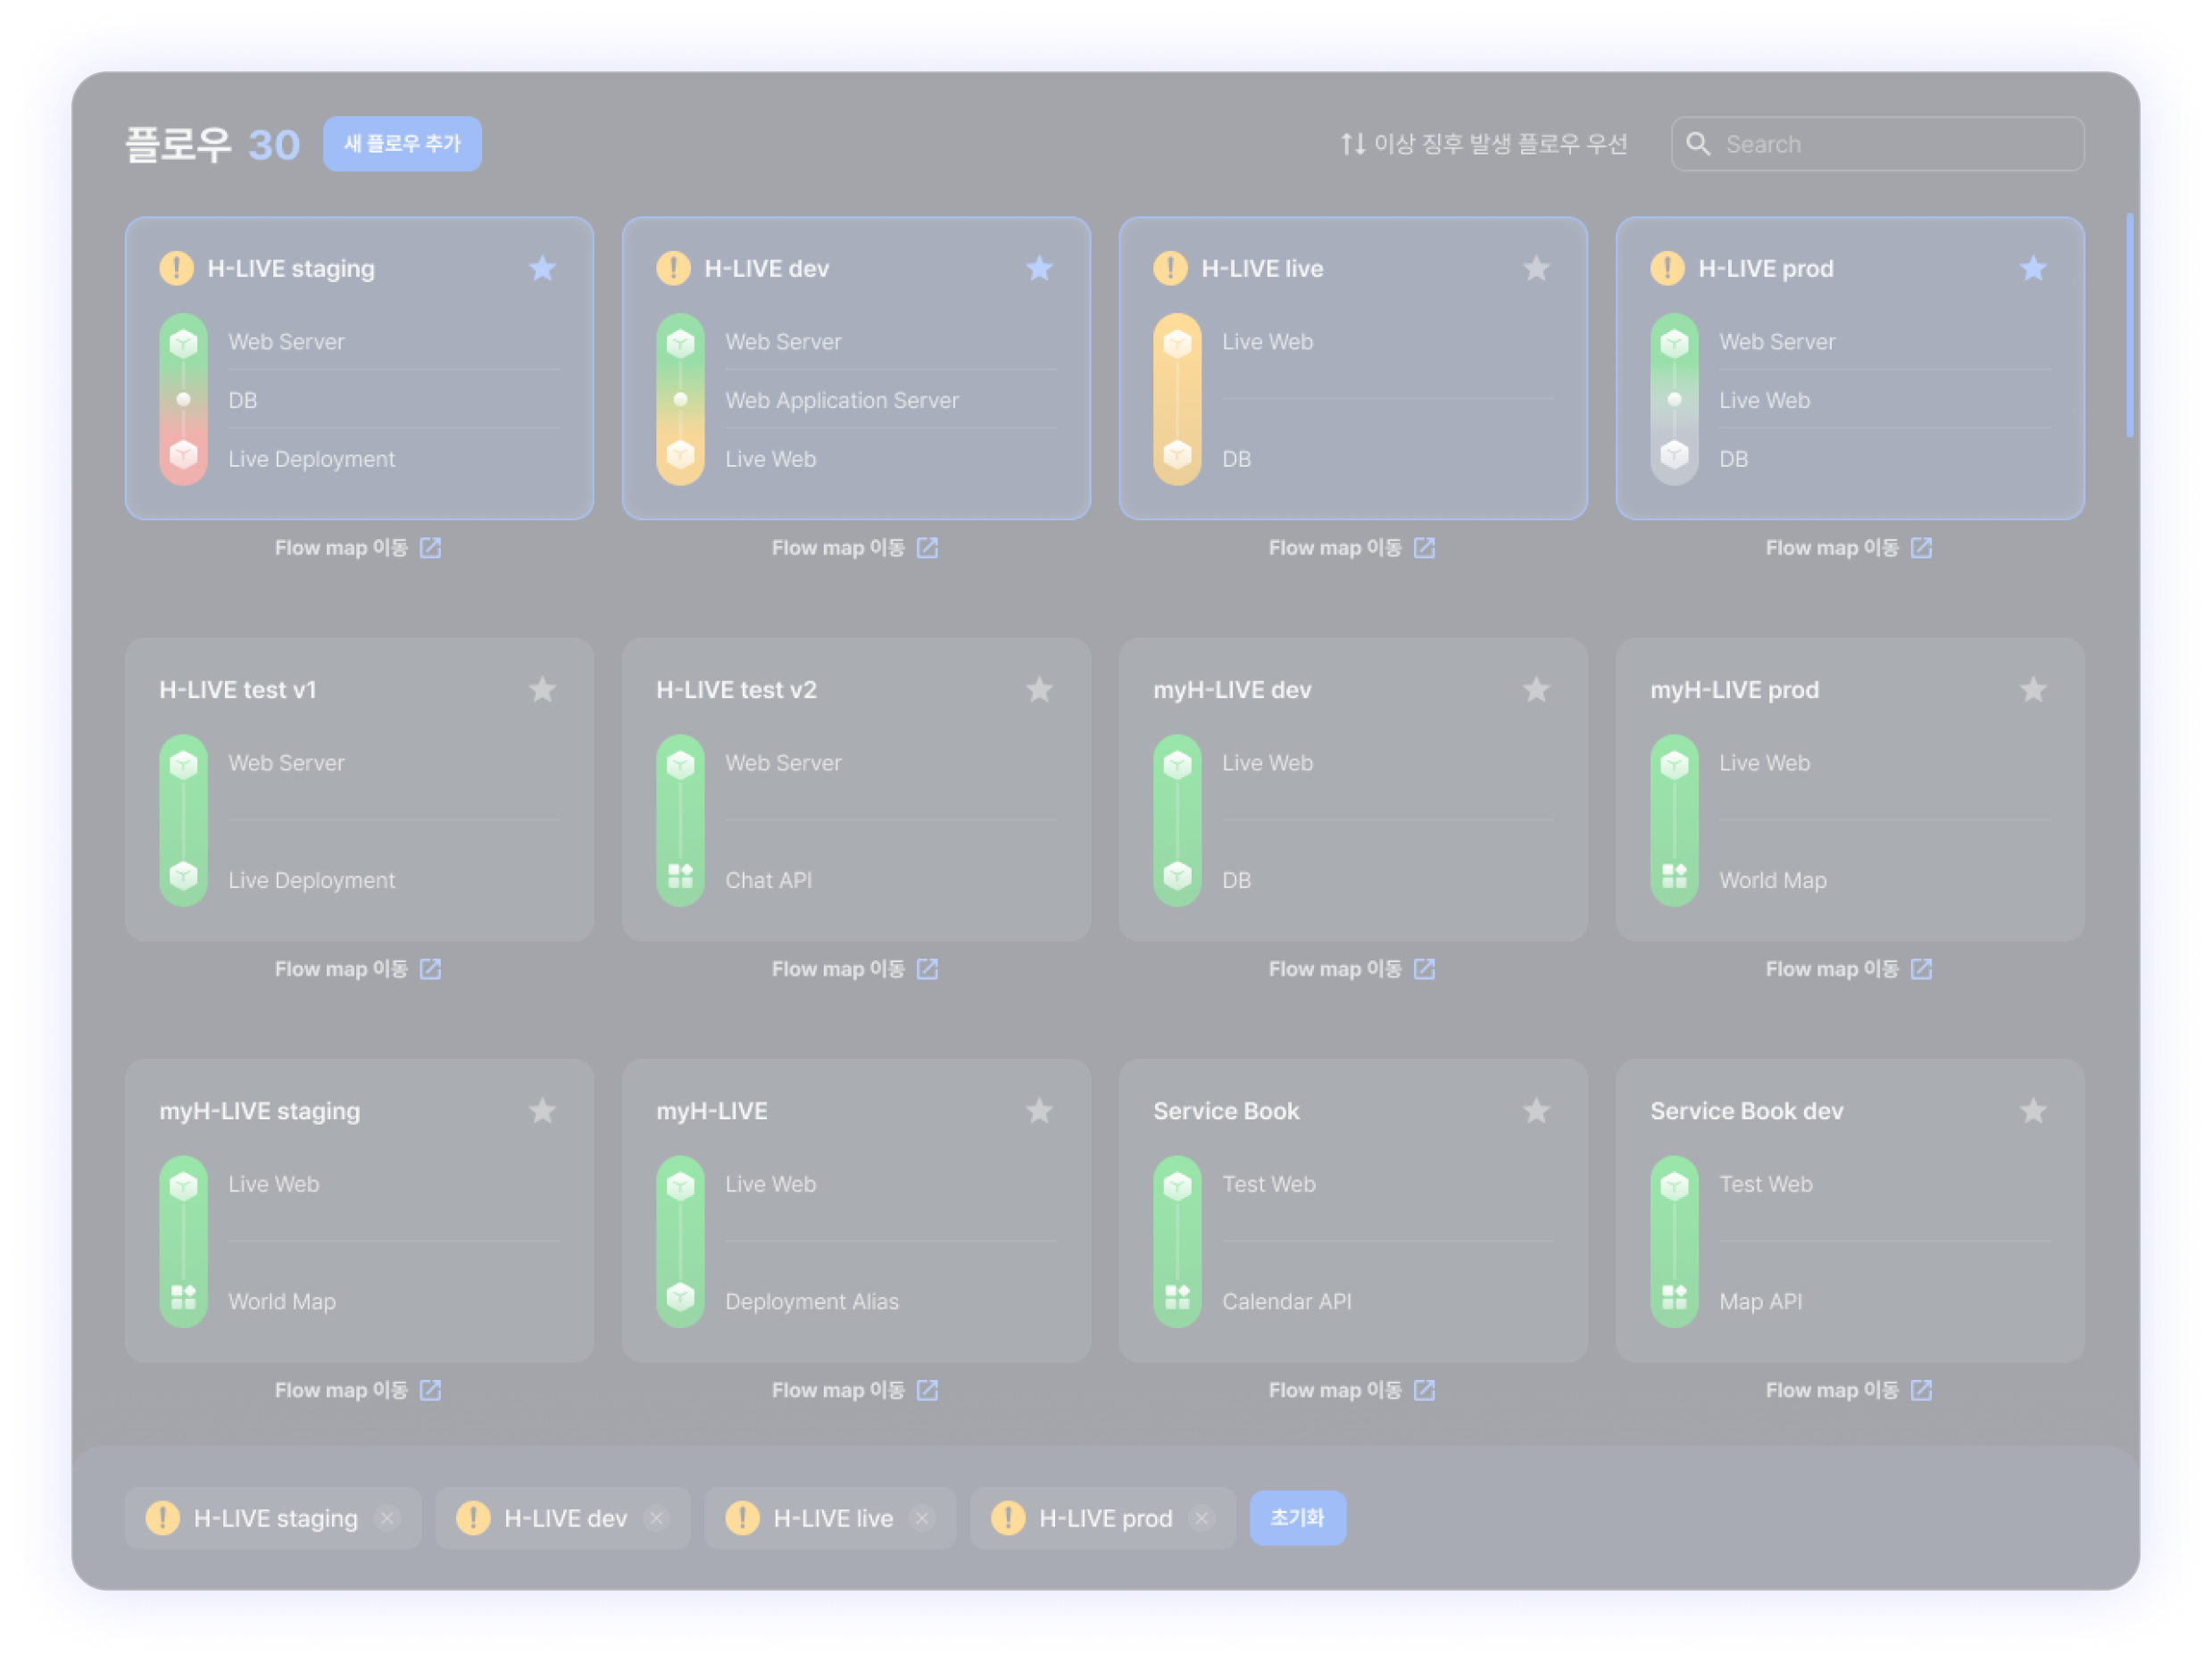 플로우 30 새 플로우 추가 이상 징후 발생 플로우 우선 Search
H-LIVE staging
Web Server
DB
Live Deployment
Flow map 이동
H-LIVE dev
Web Server
Web Application Server
Live Web
Flow map 이동
H-LIVE live
Live Web
DB
Flow map 이동
H-LIVE prod
Web Server
Live Web
DB
Flow map 이동
H-LIVE test v1
Web Server
Live Deployment
Flow map 이동
H-LIVE test v2
Web Server
Chat API
Flow map 이동
myH-LIVE dev
Live Web
DB
Flow map 이동
myH-LIVE prod
Live Web
World Map
Flow map 이동
myH-LIVE staging
Live Web
World Map
Flow map 이동
myH-LIVE
Live Web
Deployment Alias
Flow map 이동
Service Book
Test Web
Calendar API
Flow map 이동
Service Book dev
Test Web
Map API
Flow map 이동
H-LIVE staging H-LIVE dev H-LIVE live H-LIVE prod 초기화